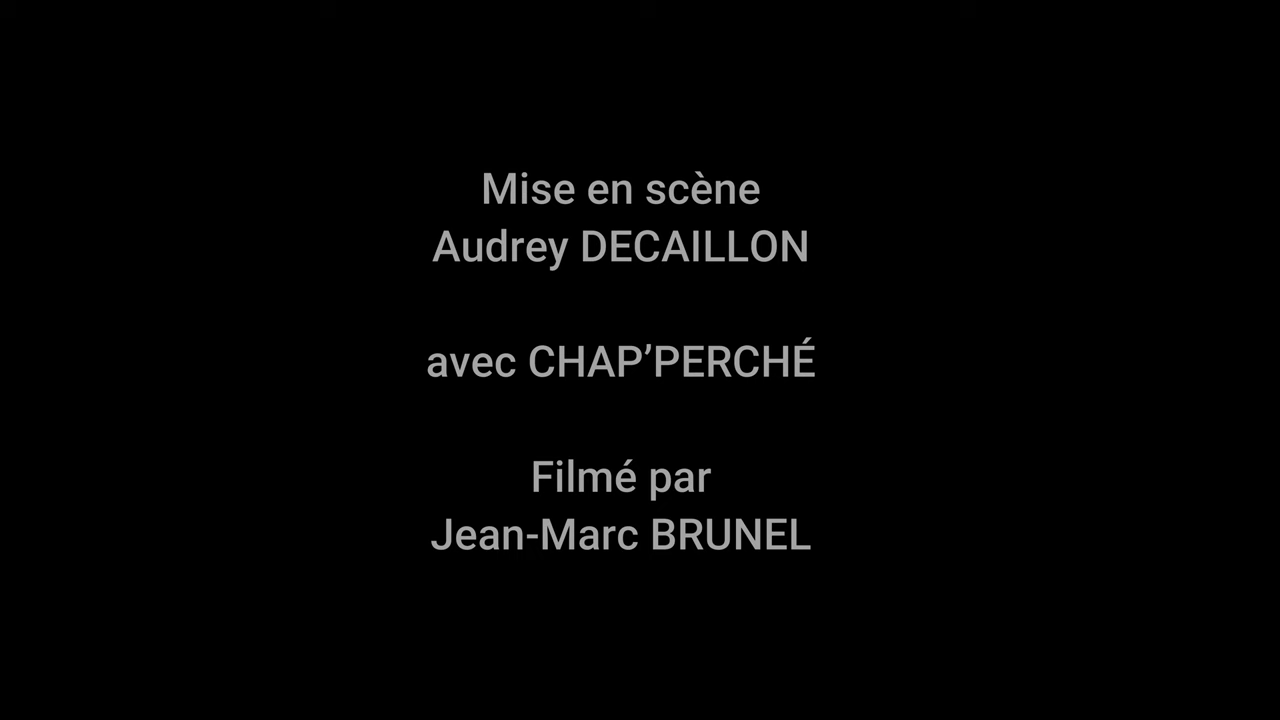 Mise en scène
Audrey DECAILLON
avec CHAP’PERCHÉ
Filmé par
Jean-Marc BRUNEL